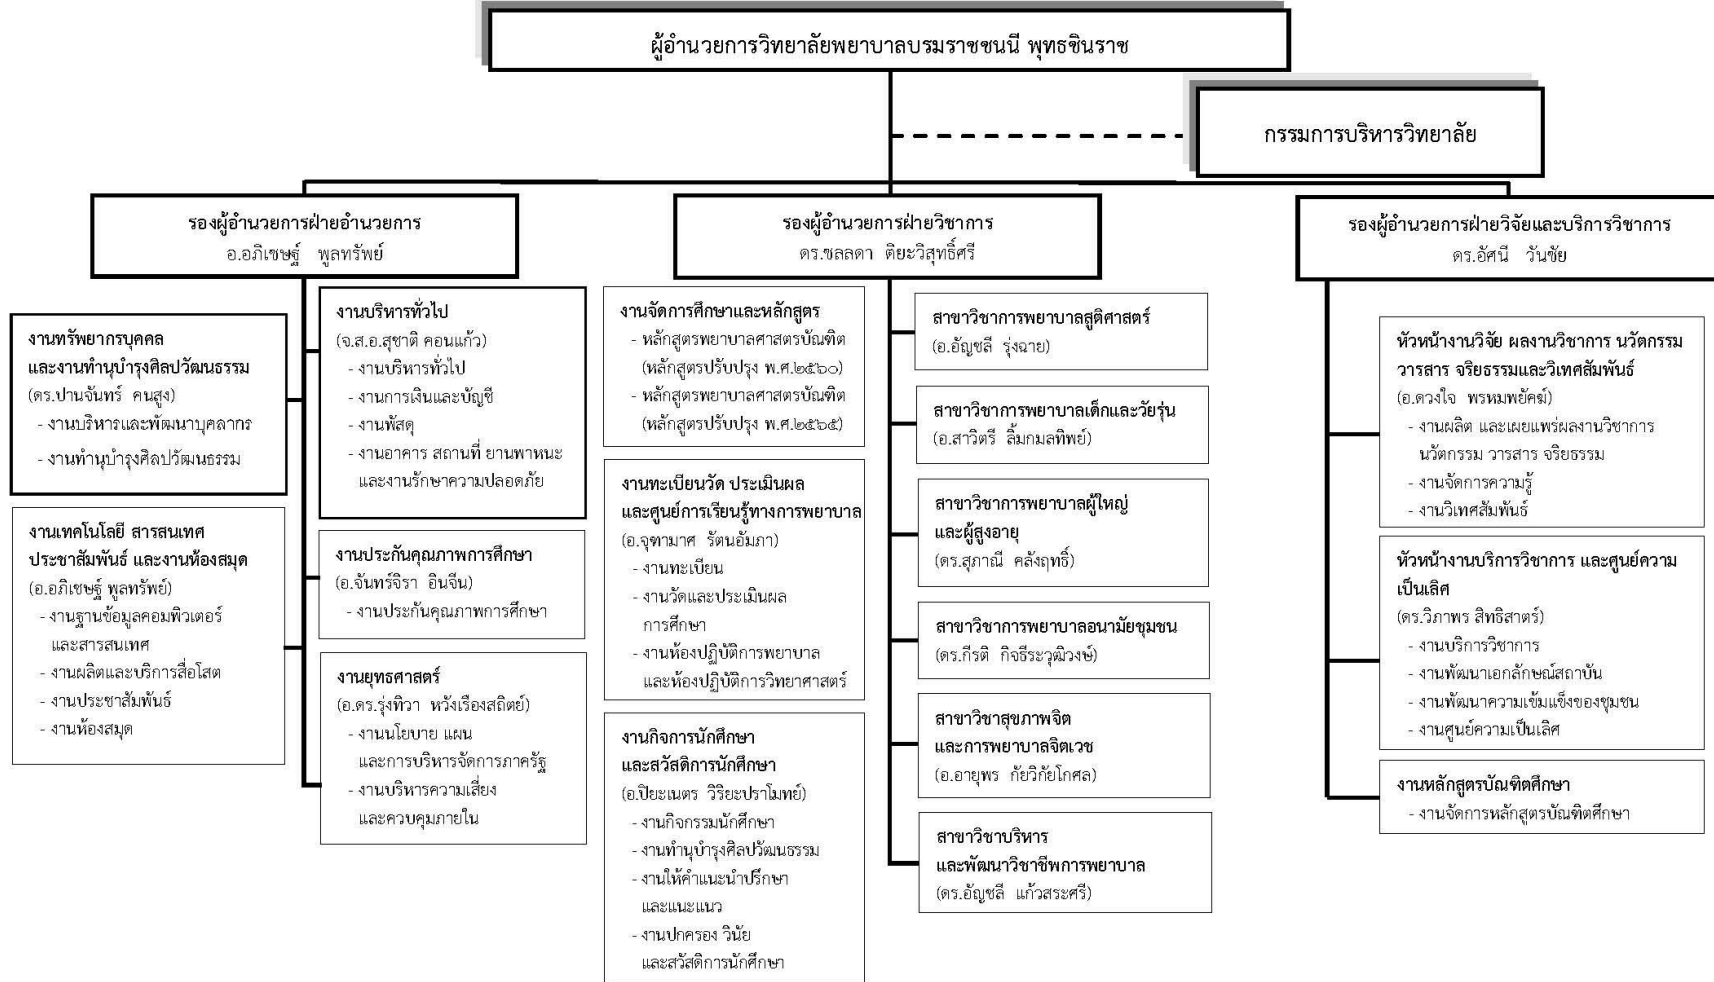 ผู้อำนวยการวิทยาลัยพยาบาลบรมราชชนนี พุทธชินราช
กรรมการบริหารวิทยาลัย
รองผู้อำนวยการฝ่ายอำนวยการ
อ.อภิเชษฐ์ พูลทรัพย์
งานทรัพยากรบุคคล
และงานทำนุบำรุงศิลปวัฒนธรรม
(ดร.ปานจันทร์ คนสูง)
- งานบริหารและพัฒนาบุคลากร
- งานทำนุบำรุงศิลปวัฒนธรรม
งานเทคโนโลยี สารสนเทศ
ประชาสัมพันธ์ และงานห้องสมุด
(อ.อภิเชษฐ์ พูลทรัพย์)
- งานฐานข้อมูลคอมพิวเตอร์
และสารสนเทศ
- งานผลิตและบริการสื่อโสต
- งานประชาสัมพันธ์
- งานห้องสมุด
งานบริหารทั่วไป
(จ.ส.อ.สุชาติ คอนแก้ว)
- งานบริหารทั่วไป
- งานการเงินและบัญชี
- งานพัสดุ
- งานอาคาร สถานที่ ยานพาหนะ
และงานรักษาความปลอดภัย
งานประกันคุณภาพการศึกษา
(อ.จันทร์จิรา อินจีน)
- งานประกันคุณภาพการศึกษา
งานยุทธศาสตร์
(อ.ดร.รุ่งทิวา หวังเรืองสถิตย์)
- งานนโยบาย แผน
และการบริหารจัดการภาครัฐ
- งานบริหารความเสี่ยง
และควบคุมภายใน
รองผู้อำนวยการฝ่ายวิชาการ
ดร.ชลลดา ติยะวิสุทธิ์ศรี
งานจัดการศึกษาและหลักสูตร
- หลักสูตรพยาบาลศาสตรบัณฑิต
(หลักสูตรปรับปรุง พ.ศ.๒๕๖๐)
- หลักสูตรพยาบาลศาสตรบัณฑิต
(หลักสูตรปรับปรุง พ.ศ.๒๕๖๕)
งานทะเบียนวัด ประเมินผล
และศูนย์การเรียนรู้ทางการพยาบาล
(อ.จุฑามาศ รัตนอัมภา)
- งานทะเบียน
- งานวัดและประเมินผล
การศึกษา
- งานห้องปฏิบัติการพยาบาล
และห้องปฏิบัติการวิทยาศาสตร์
งานกิจการนักศึกษา
และสวัสดิการนักศึกษา
(อ.ปิยะเนตร วิริยะปราโมทย์)
- งานกิจกรรมนักศึกษา
- งานทำนุบำรุงศิลปวัฒนธรรม
- งานให้คำแนะนำปรึกษา
และแนะแนว
- งานปกครอง วินัย
และสวัสดิการนักศึกษา
สาขาวิชาการพยาบาลสูติศาสตร์
(อ.อัญชลี รุ่งฉาย)
สาขาวิชาการพยาบาลเด็กและวัยรุ่น
(อ.สาวิตรี ลิ้มกมลทิพย์)
สาขาวิชาการพยาบาลผู้ใหญ่
และผู้สูงอายุ
(ดร.สุภาณี คลังฤทธิ์)
สาขาวิชาการพยาบาลอนามัยชุมชน
(ดร.กีรติ กิจธีระวุฒิวงษ์)
สาขาวิชาสุขภาพจิต
และการพยาบาลจิตเวช
(อ.อายุพร กัยวิกัยโกศล)
สาขาวิชาบริหาร
และพัฒนาวิชาชีพการพยาบาล
(ดร.อัญชลี แก้วสระศรี)
รองผู้อำนวยการฝ่ายวิจัยและบริการวิชาการ
ดร.อัศนี วันชัย
หัวหน้างานวิจัย ผลงานวิชาการ นวัตกรรม
วารสาร จริยธรรมและวิเทศสัมพันธ์
(อ.ดวงใจ พรหมพยัคฆ์)
- งานผลิต และเผยแพร่ผลงานวิชาการ
นวัตกรรม วารสาร จริยธรรม
- งานจัดการความรู้
- งานวิเทศสัมพันธ์
หัวหน้างานบริการวิชาการ และศูนย์ความ
เป็นเลิศ
(ดร.วิภาพร สิทธิสาตร์)
- งานบริการวิชาการ
- งานพัฒนาเอกลักษณ์สถาบัน
- งานพัฒนาความเข้มแข็งของชุมชน
- งานศูนย์ความเป็นเลิศ
งานหลักสูตรบัณฑิตศึกษา
- งานจัดการหลักสูตรบัณฑิตศึกษา